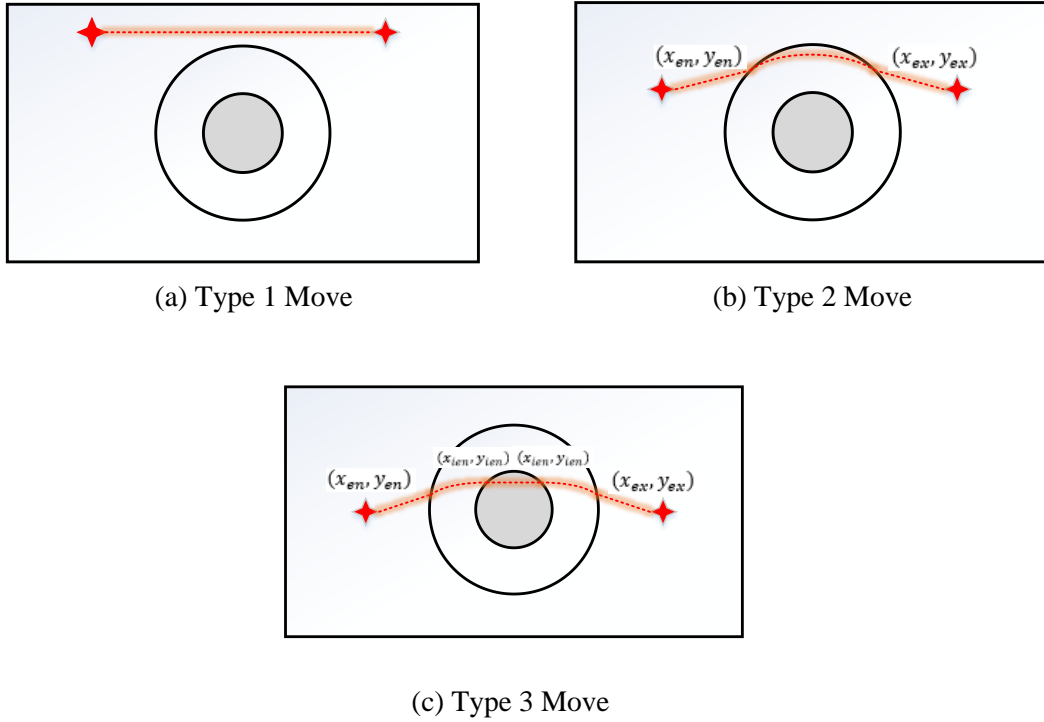 (a) Type 1 Move
(x_en, y_en)
(x_ex, y_ex)
(b) Type 2 Move
(x_ien, y_ien) (x_ien, y_ien)
(x_en, y_en)
(x_ex, y_ex)
(c) Type 3 Move